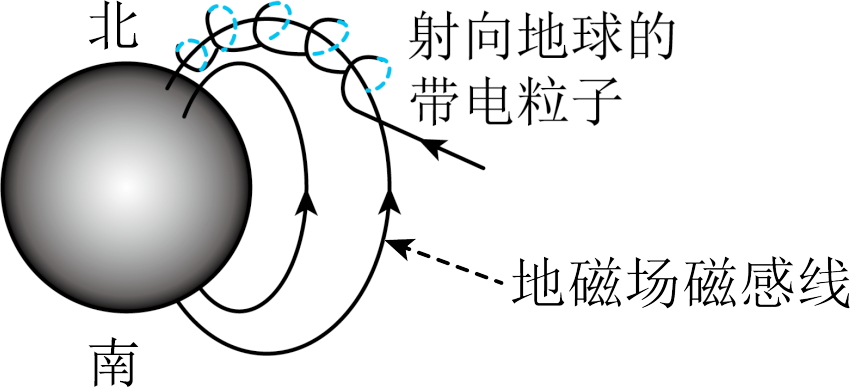 北
射向地球的
带电粒子
地磁场磁感线
南